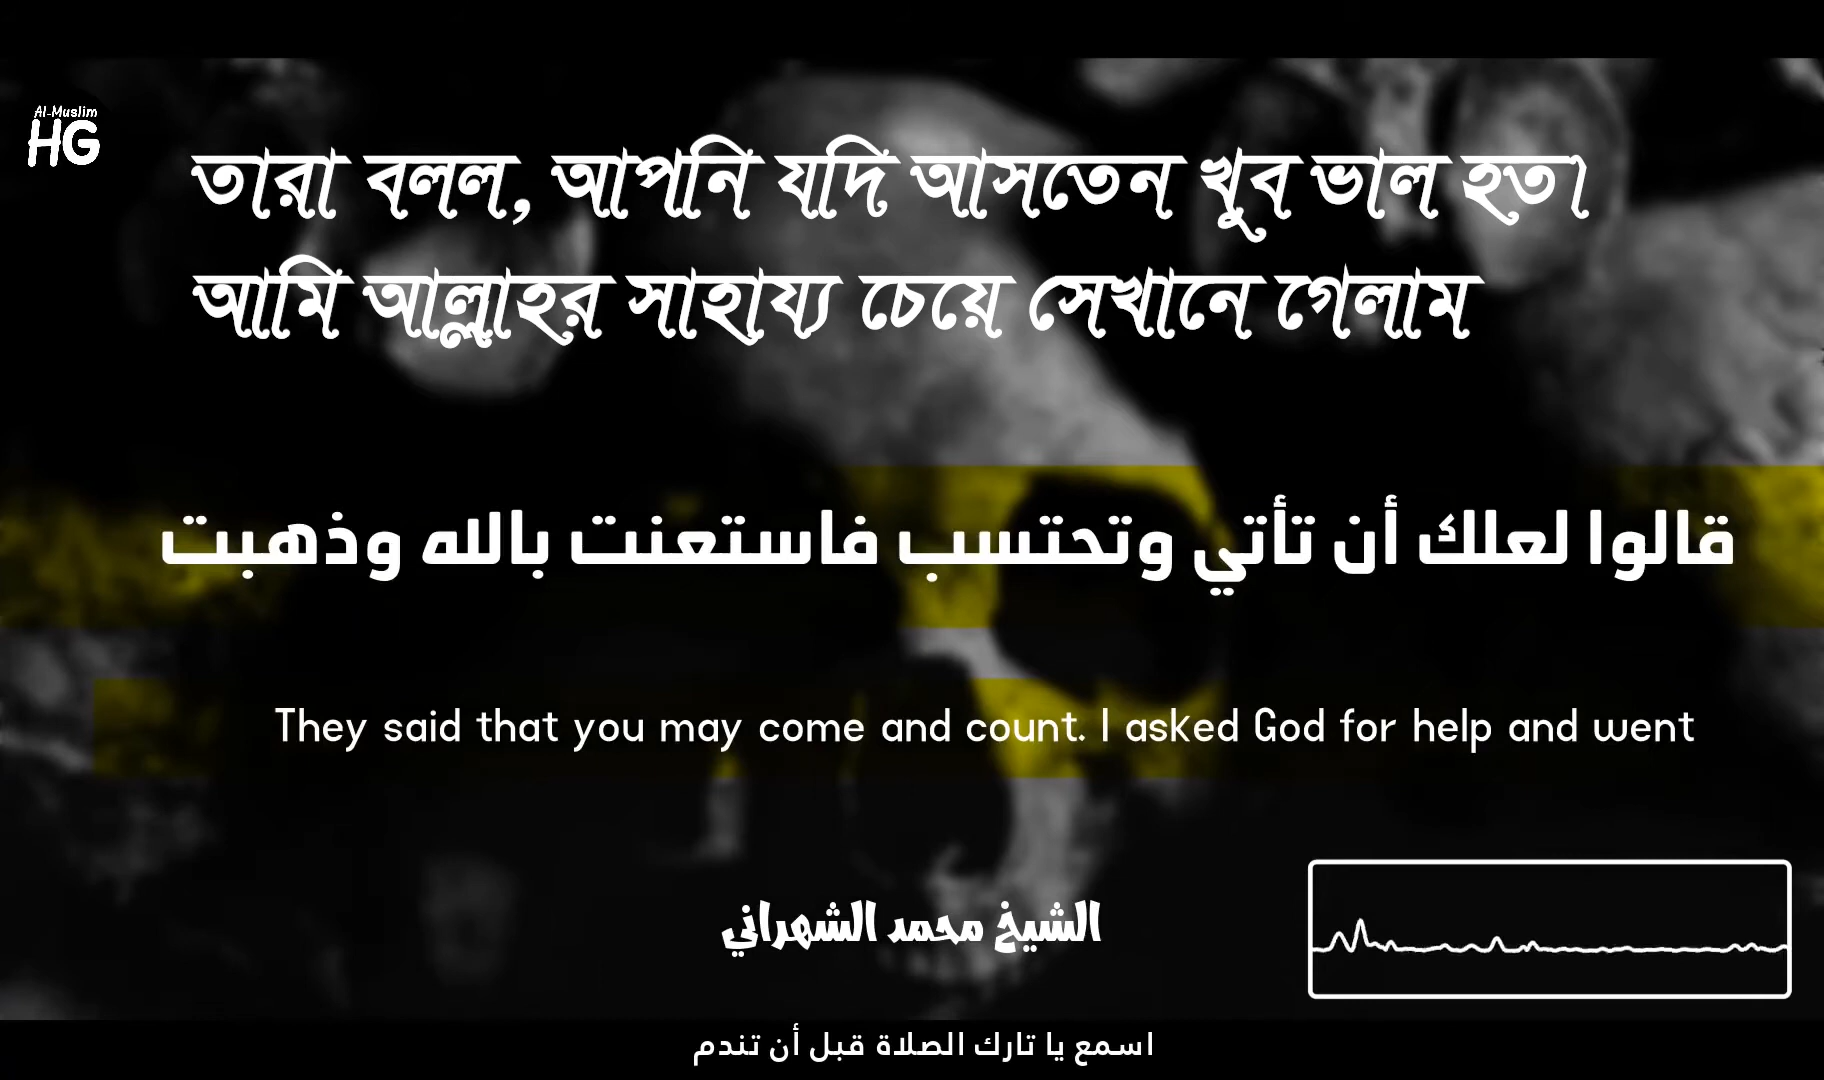 Al-Muslim
HG
তারা বলল, আপনি যদি আসতেন খুব ভাল হত।
আমি আল্লাহর সাহায্য চেয়ে সেখানে গেলাম
قالوا لعلك أن تأتي وتحتسب فاستعنت بالله وذهبت
They said that you may come and count. I asked God for help and went
الشيخ محمد الشهراني
اسمع يا تارك الصلاة قبل أن تندم